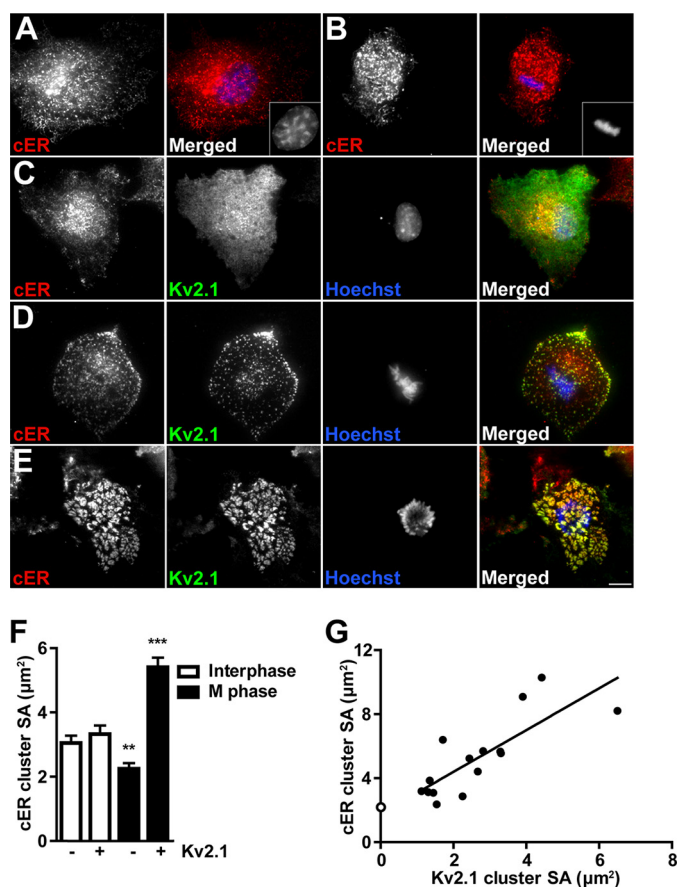 A B
cER Merged cER Merged
C
cER Kv2.1 Hoechst Merged
D
cER Kv2.1 Hoechst Merged
E
cER Kv2.1 Hoechst Merged
F
cER cluster SA (µm²)
6
4
2
0
** ***
Interphase
M phase
- + - + Kv2.1
G
cER cluster SA (µm²)
12
8
4
0
0 2 4 6 8
Kv2.1 cluster SA (µm²)